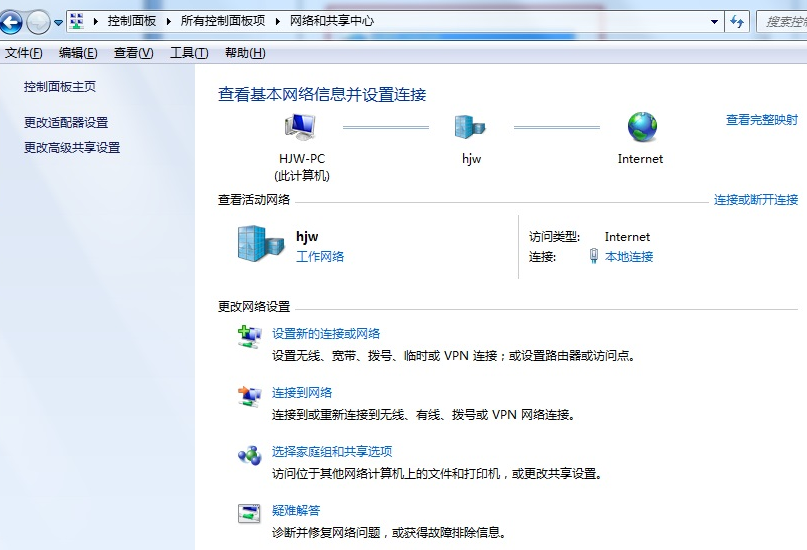 控制面板 ▸ 所有控制面板项 ▸ 网络和共享中心
搜索控制
文件(F) 编辑(E) 查看(V) 工具(T) 帮助(H)
控制面板主页
更改适配器设置
更改高级共享设置
查看基本网络信息并设置连接
查看完整映射
HJW-PC
(此计算机)
hjw
Internet
查看活动网络
连接或断开连接
hjw
工作网络
访问类型: Internet
连接: 本地连接
更改网络设置
设置新的连接或网络
设置无线、宽带、拨号、临时或 VPN 连接；或设置路由器或访问点。
连接到网络
连接到或重新连接到无线、有线、拨号或 VPN 网络连接。
选择家庭组和共享选项
访问位于其他网络计算机上的文件和打印机，或更改共享设置。
疑难解答
诊断并修复网络问题，或获得故障排除信息。